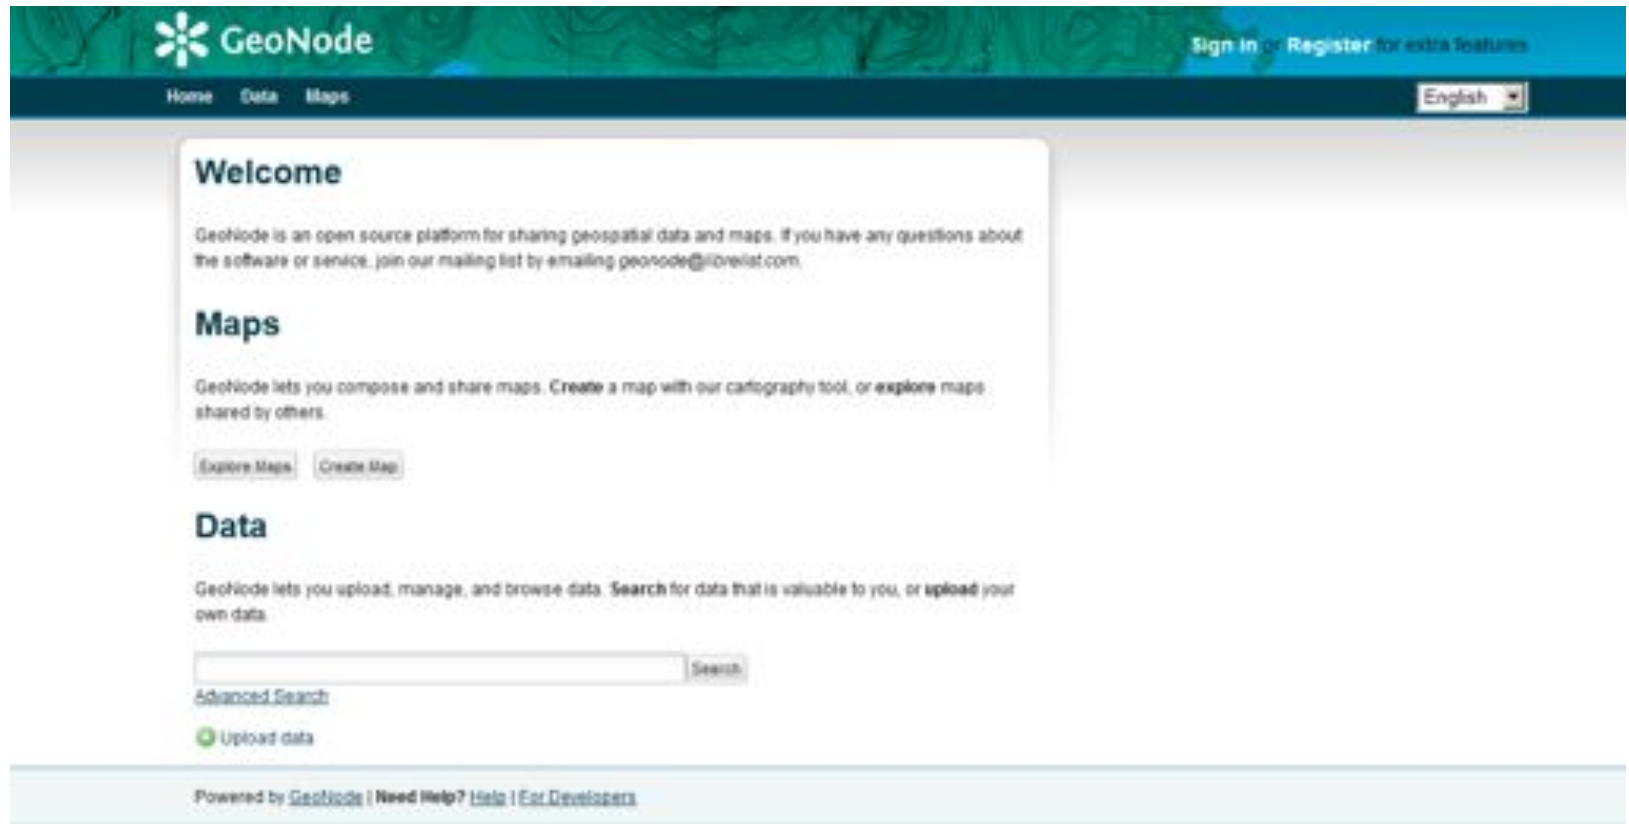 GeoNode
Sign in or Register for extra features
Home Data Maps
English
Welcome
GeoNode is an open source platform for sharing geospatial data and maps. If you have any questions about
the software or service, join our mailing list by emailing geonode@librelist.com.
Maps
GeoNode lets you compose and share maps. Create a map with our cartography tool, or explore maps
shared by others.
Explore Maps Create Map
Data
GeoNode lets you upload, manage, and browse data. Search for data that is valuable to you, or upload your
own data.
Search
Advanced Search
Upload data
Powered by GeoNode | Need Help? Help | For Developers